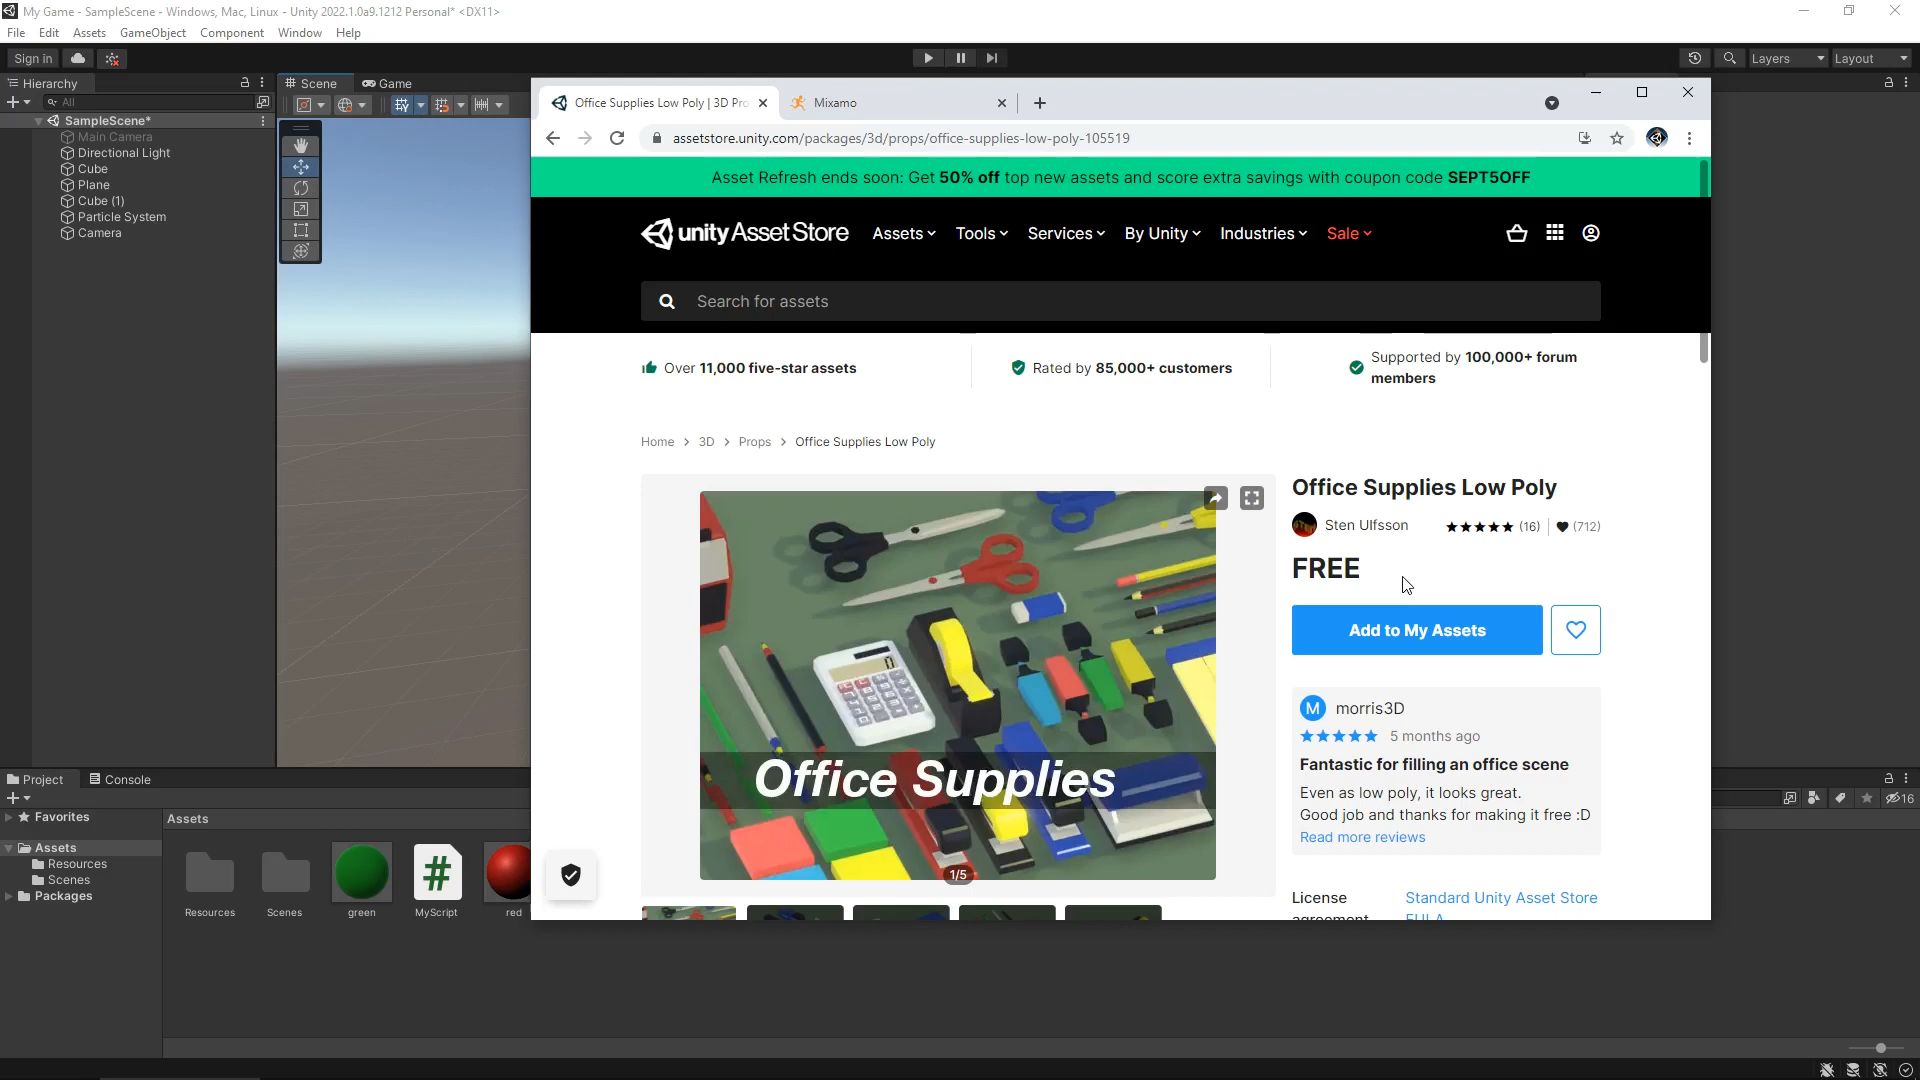 My Game - SampleScene - Windows, Mac, Linux - Unity 2022.1.0a9.1212 Personal* <DX11>
File Edit Assets GameObject Component Window Help
Sign in
Layers
Layout
Hierarchy
Scene
Game
All
SampleScene*
Main Camera
Directional Light
Cube
Plane
Cube (1)
Particle System
Camera
Office Supplies Low Poly | 3D Pro
Mixamo
assetstore.unity.com/packages/3d/props/office-supplies-low-poly-105519
Asset Refresh ends soon: Get 50% off top new assets and score extra savings with coupon code SEPT5OFF
unity Asset Store
Assets Tools Services By Unity Industries Sale
Search for assets
Over 11,000 five-star assets
Rated by 85,000+ customers
Supported by 100,000+ forum
members
Home > 3D > Props > Office Supplies Low Poly
Office Supplies
1/5
Office Supplies Low Poly
Sten Ulfsson
(16)
(712)
FREE
Add to My Assets
M
morris3D
5 months ago
Fantastic for filling an office scene
Even as low poly, it looks great.
Good job and thanks for making it free :D
Read more reviews
License
agreement
Standard Unity Asset Store
EULA
Project
Console
Favorites
Assets
Resources
Scenes
Packages
Assets
Resources
Scenes
green
#
MyScript
red
16